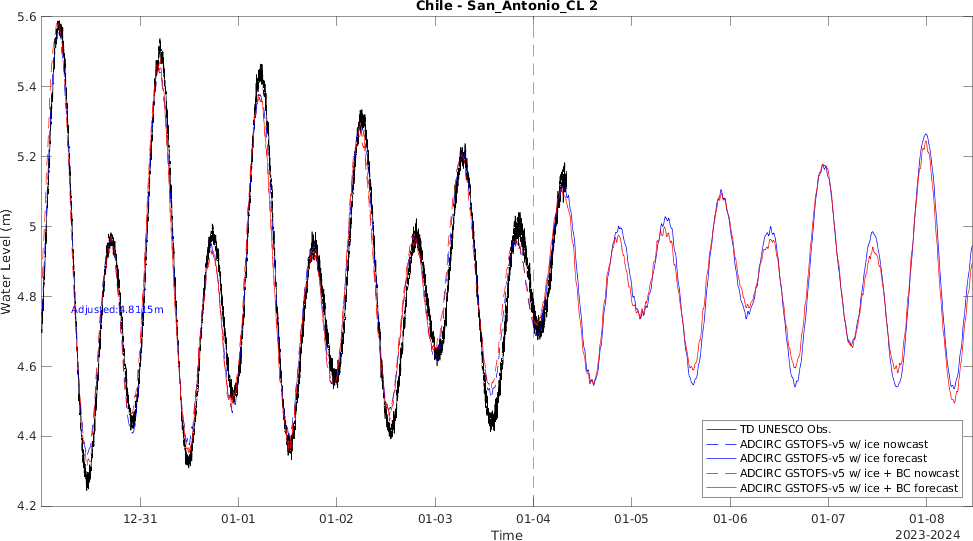 Chile - San_Antonio_CL 2
Water Level (m)
5.6
5.4
5.2
5
4.8
4.6
4.4
4.2
Adjusted:4.8115m
TD UNESCO Obs.
ADCIRC GSTOFS-v5 w/ ice nowcast
ADCIRC GSTOFS-v5 w/ ice forecast
ADCIRC GSTOFS-v5 w/ ice + BC nowcast
ADCIRC GSTOFS-v5 w/ ice + BC forecast
12-31 01-01 01-02 01-03 01-04 01-05 01-06 01-07 01-08
Time
2023-2024